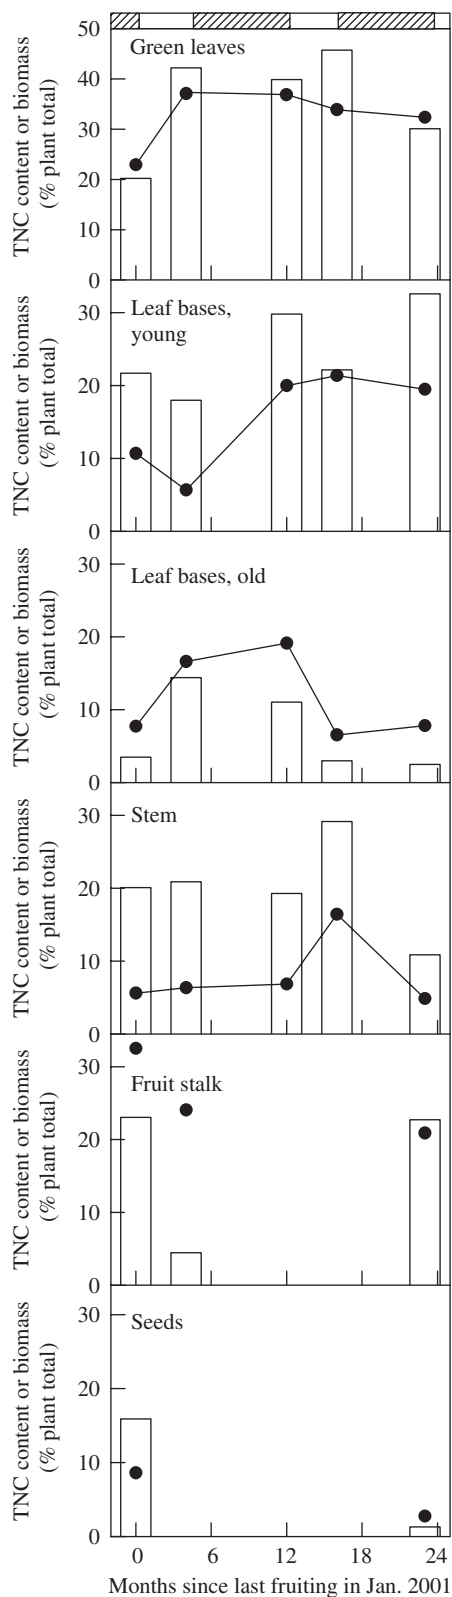 50
Green leaves
40
30
20
10
0
TNC content or biomass
(% plant total)
30
Leaf bases,
young
20
10
0
TNC content or biomass
(% plant total)
30
Leaf bases, old
20
10
0
TNC content or biomass
(% plant total)
30
Stem
20
10
0
TNC content or biomass
(% plant total)
30
Fruit stalk
20
10
0
TNC content or biomass
(% plant total)
30
Seeds
20
10
0
TNC content or biomass
(% plant total)
0 6 12 18 24
Months since last fruiting in Jan. 2001